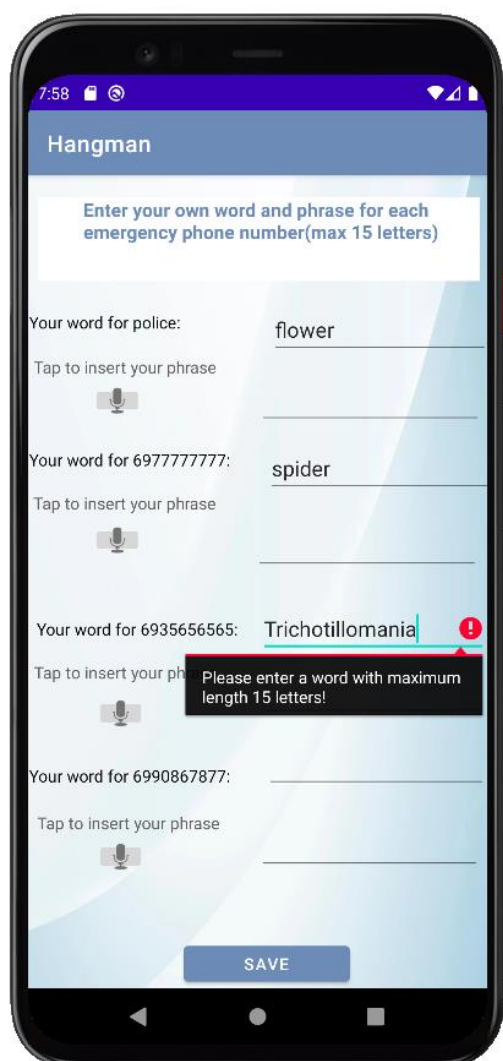 7:58
Hangman
Enter your own word and phrase for each
emergency phone number(max 15 letters)
Your word for police:
flower
Tap to insert your phrase
Your word for 6977777777:
spider
Tap to insert your phrase
Your word for 6935656565:
Trichotillomania
Tap to insert your ph
Please enter a word with maximum
length 15 letters!
Your word for 6990867877:
Tap to insert your phrase
SAVE